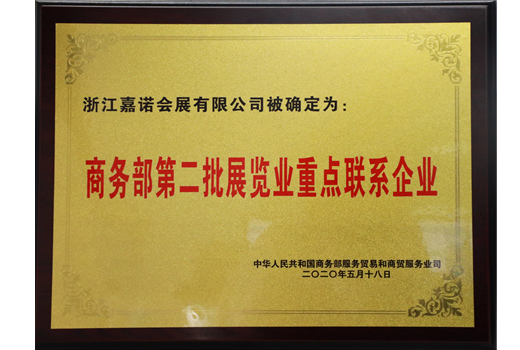 浙江嘉诺会展有限公司被确定为：
商务部第二批展览业重点联系企业
中华人民共和国商务部服务贸易和商贸服务业司
二〇二〇年五月十八日